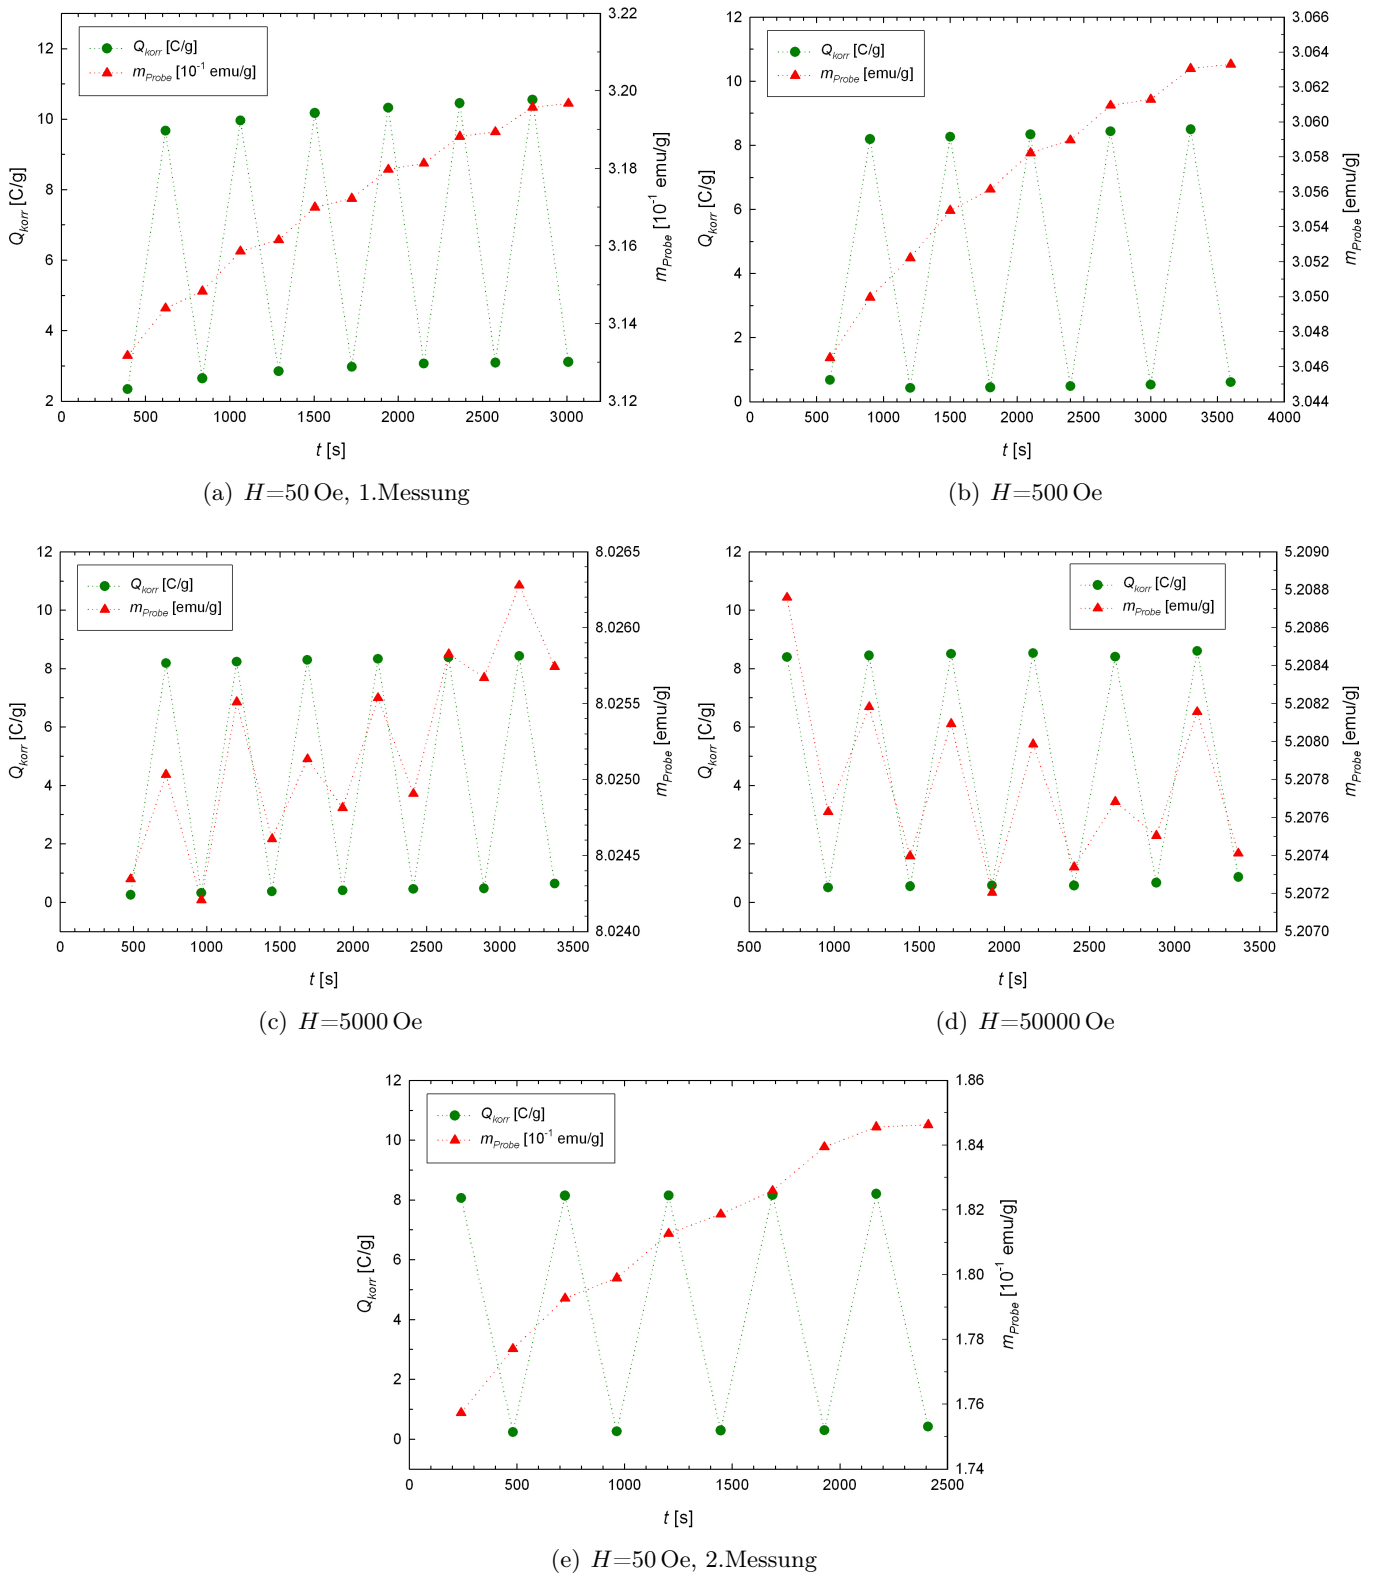 Q_korr [C/g]
m_Probe [10^-1 emu/g]
Q_korr [C/g]
2 4 6 8 10 12
m_Probe [10^-1 emu/g]
3.12 3.14 3.16 3.18 3.20 3.22
0 500 1000 1500 2000 2500 3000
t [s]
(a) H=50 Oe, 1.Messung
Q_korr [C/g]
m_Probe [emu/g]
Q_korr [C/g]
0 2 4 6 8 10 12
m_Probe [emu/g]
3.044 3.046 3.048 3.050 3.052 3.054 3.056 3.058 3.060 3.062 3.064 3.066
0 500 1000 1500 2000 2500 3000 3500 4000
t [s]
(b) H=500 Oe
Q_korr [C/g]
m_Probe [emu/g]
Q_korr [C/g]
0 2 4 6 8 10 12
m_Probe [emu/g]
8.0240 8.0245 8.0250 8.0255 8.0260 8.0265
0 500 1000 1500 2000 2500 3000 3500
t [s]
(c) H=5000 Oe
Q_korr [C/g]
m_Probe [emu/g]
Q_korr [C/g]
0 2 4 6 8 10 12
m_Probe [emu/g]
5.2070 5.2072 5.2074 5.2076 5.2078 5.2080 5.2082 5.2084 5.2086 5.2088 5.2090
500 1000 1500 2000 2500 3000 3500
t [s]
(d) H=50000 Oe
Q_korr [C/g]
m_Probe [10^-1 emu/g]
Q_korr [C/g]
0 2 4 6 8 10 12
m_Probe [10^-1 emu/g]
1.74 1.76 1.78 1.80 1.82 1.84 1.86
0 500 1000 1500 2000 2500
t [s]
(e) H=50 Oe, 2.Messung